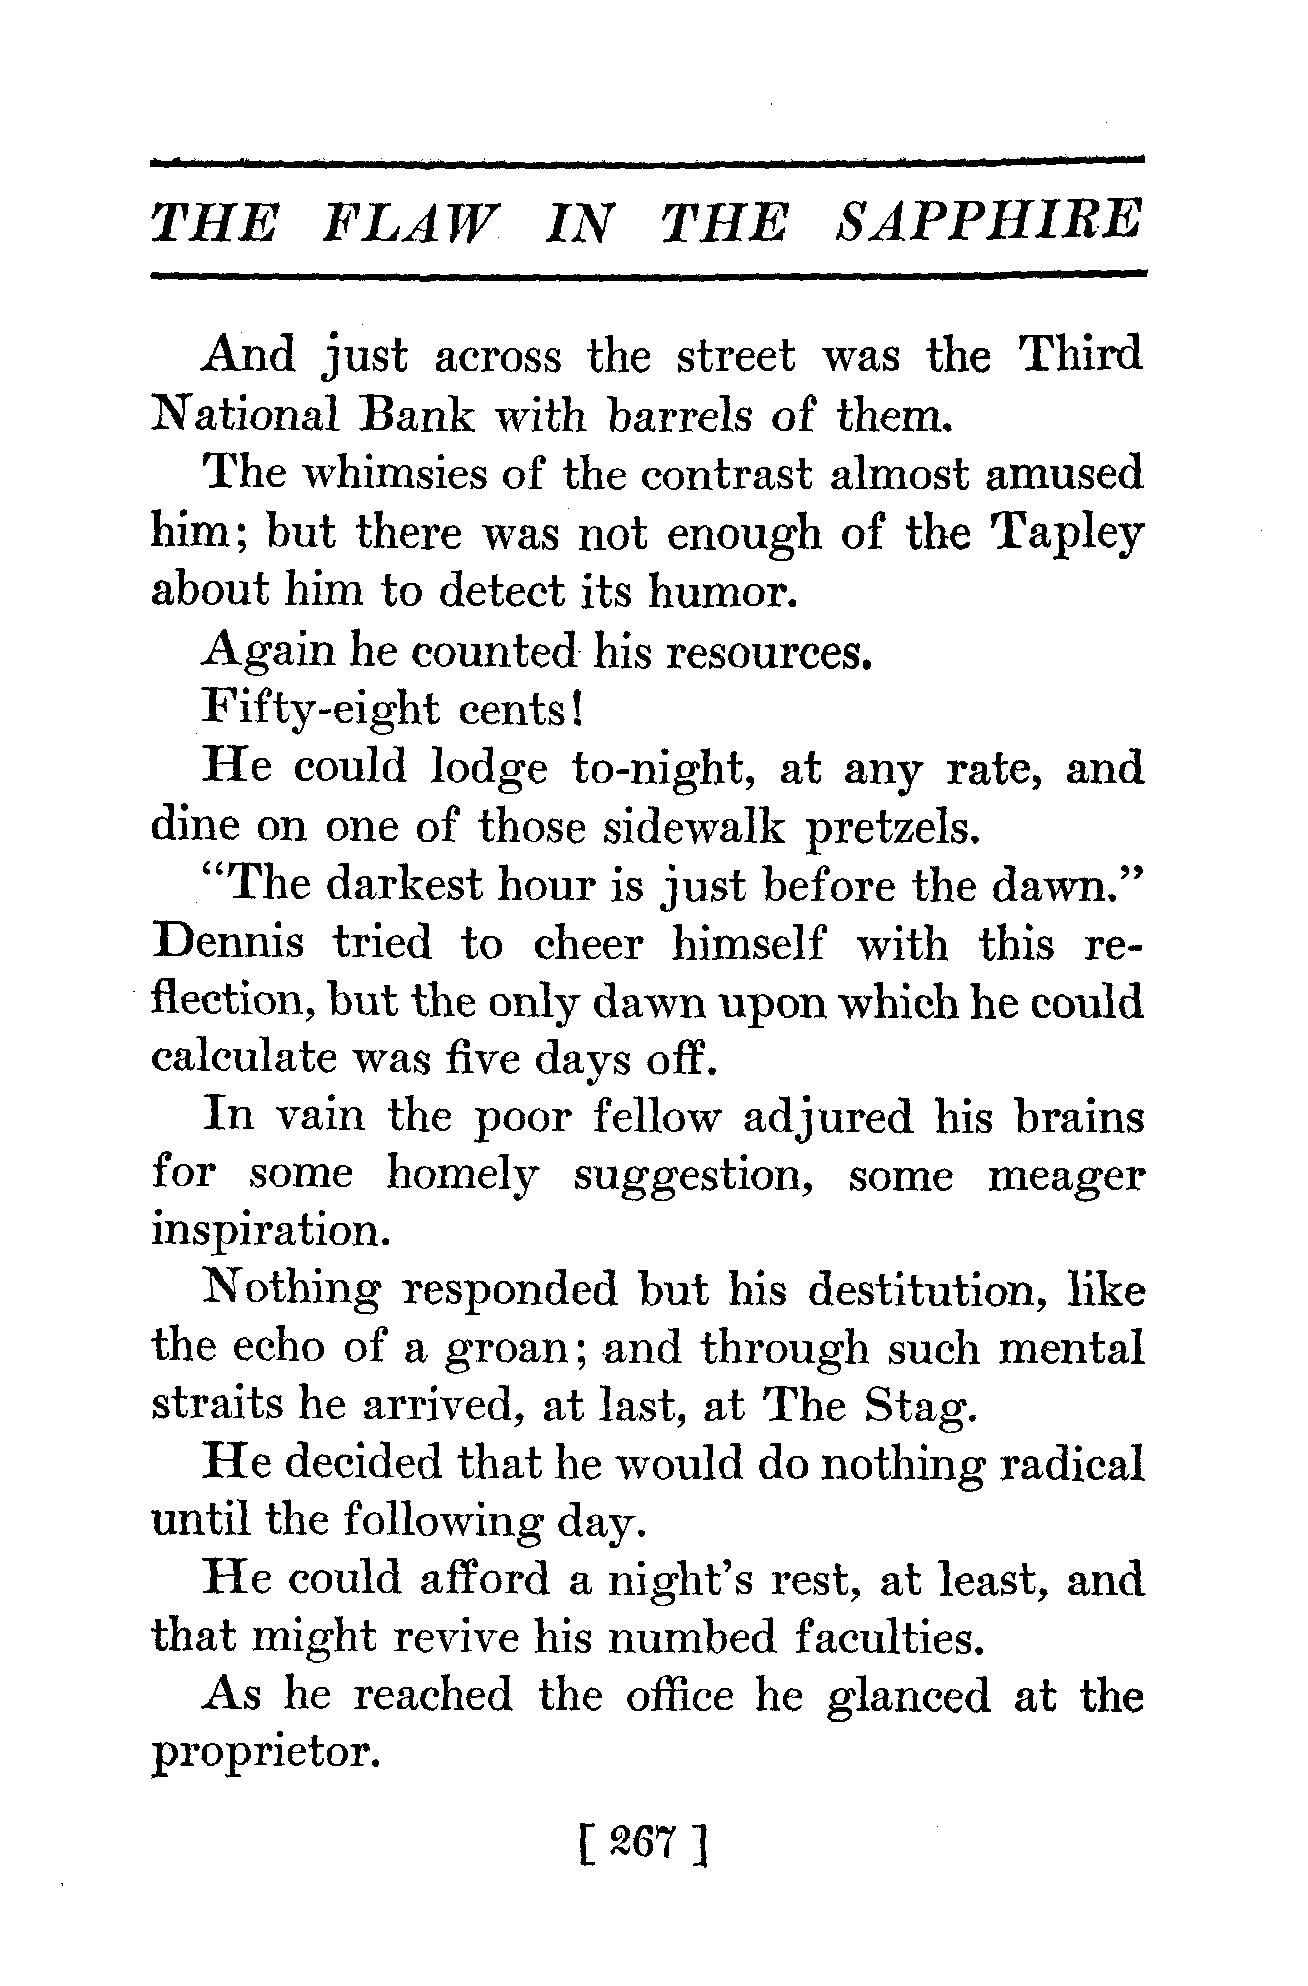 THE FLAW IN THE SAPPHIRE
And just across the street was the Third
National Bank with barrels of them.
The whimsies of the contrast almost amused
him; but there was not enough of the Tapley
about him to detect its humor.
Again he counted his resources.
Fifty-eight cents!
He could lodge to-night, at any rate, and
dine on one of those sidewalk pretzels.
“The darkest hour is just before the dawn.”
Dennis tried to cheer himself with this re-
flection, but the only dawn upon which he could
calculate was five days off.
In vain the poor fellow adjured his brains
for some homely suggestion, some meager
inspiration.
Nothing responded but his destitution, like
the echo of a groan; and through such mental
straits he arrived, at last, at The Stag.
He decided that he would do nothing radical
until the following day.
He could afford a night’s rest, at least, and
that might revive his numbed faculties.
As he reached the office he glanced at the
proprietor.
[ 267 ]